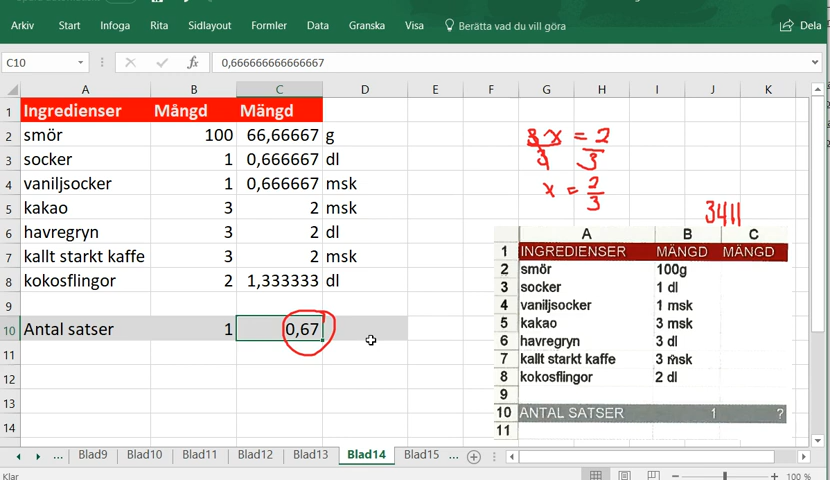 Arkiv Start Infoga Rita Sidlayout Formler Data Granska Visa Berätta vad du vill göra Dela
C10 fx 0,666666666666667
A B C D E F G H I J K
1 Ingredienser Mångd Mängd
2 smör 100 66,66667 g
3 socker 1 0,666667 dl
4 vaniljsocker 1 0,666667 msk
5 kakao 3 2 msk
6 havregryn 3 2 dl
7 kallt starkt kaffe 3 2 msk
8 kokosflingor 2 1,333333 dl
9
10 Antal satser 1 0,67
11
12
13
14
3x = 2
3 3
x = 2
3
3411
A B C
1 INGREDIENSER MÄNGD MÄNGD
2 smör 100g
3 socker 1 dl
4 vaniljsocker 1 msk
5 kakao 3 msk
6 havregryn 3 dl
7 kallt starkt kaffe 3 msk
8 kokosflingor 2 dl
9
10 ANTAL SATSER 1 ?
11
... Blad9 Blad10 Blad11 Blad12 Blad13 Blad14 Blad15 ...
Klar 100 %